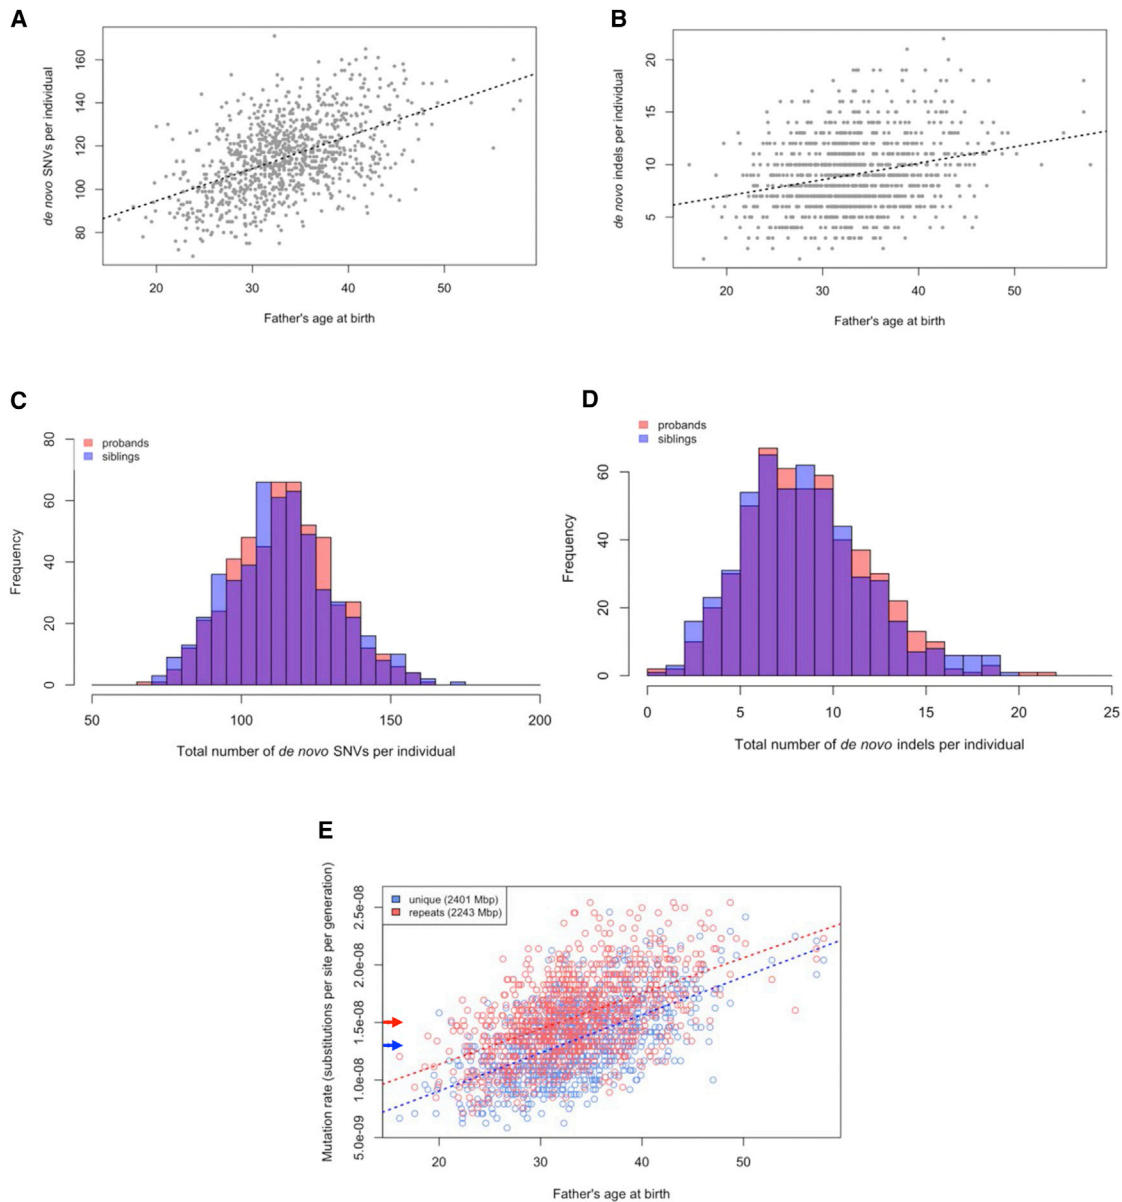 A
de novo SNVs per individual
160
140
120
100
80
20 30 40 50
Father's age at birth
B
de novo indels per individual
20
15
10
5
20 30 40 50
Father's age at birth
C
probands
siblings
Frequency
80
60
40
20
0
50 100 150 200
Total number of de novo SNVs per individual
D
probands
siblings
Frequency
60
40
20
0
0 5 10 15 20 25
Total number of de novo indels per individual
E
Mutation rate (substitutions per site per generation)
unique (2401 Mbp)
repeats (2243 Mbp)
2.5e-08
2.0e-08
1.5e-08
1.0e-08
5.0e-09
20 30 40 50
Father's age at birth